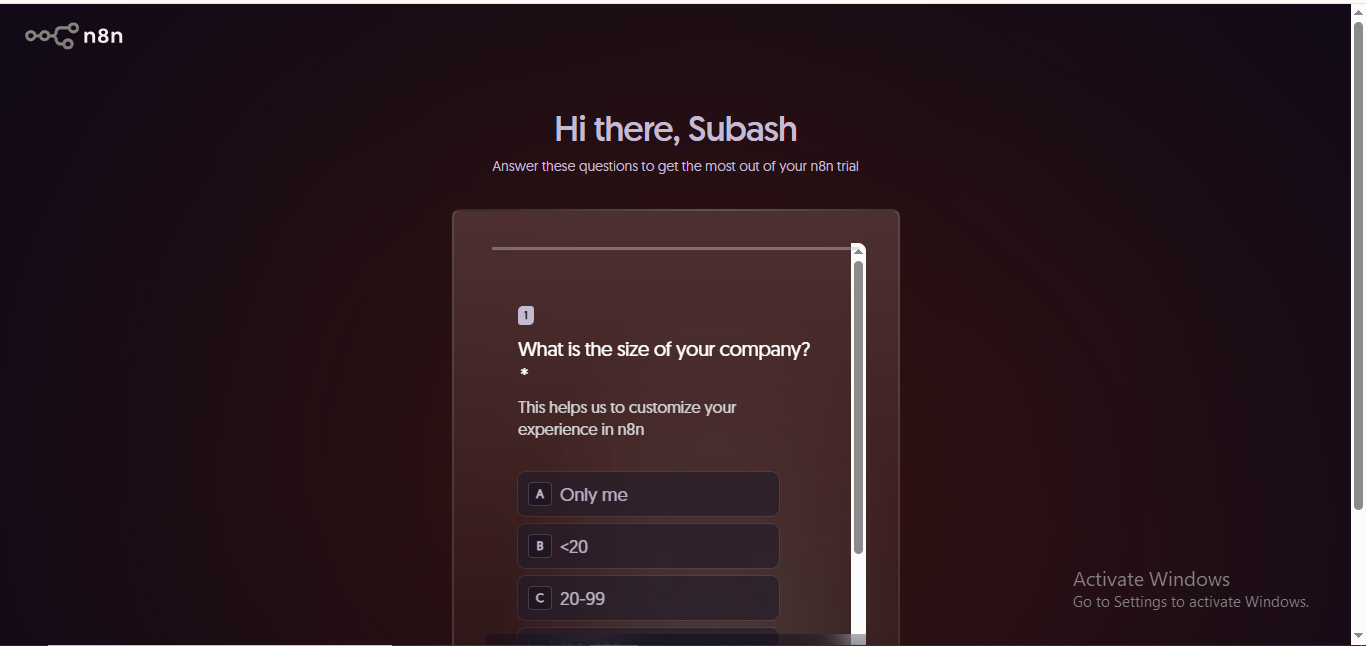 n8n
Hi there, Subash
Answer these questions to get the most out of your n8n trial
1
What is the size of your company?
*
This helps us to customize your
experience in n8n
A Only me
B <20
C 20-99
Activate Windows
Go to Settings to activate Windows.